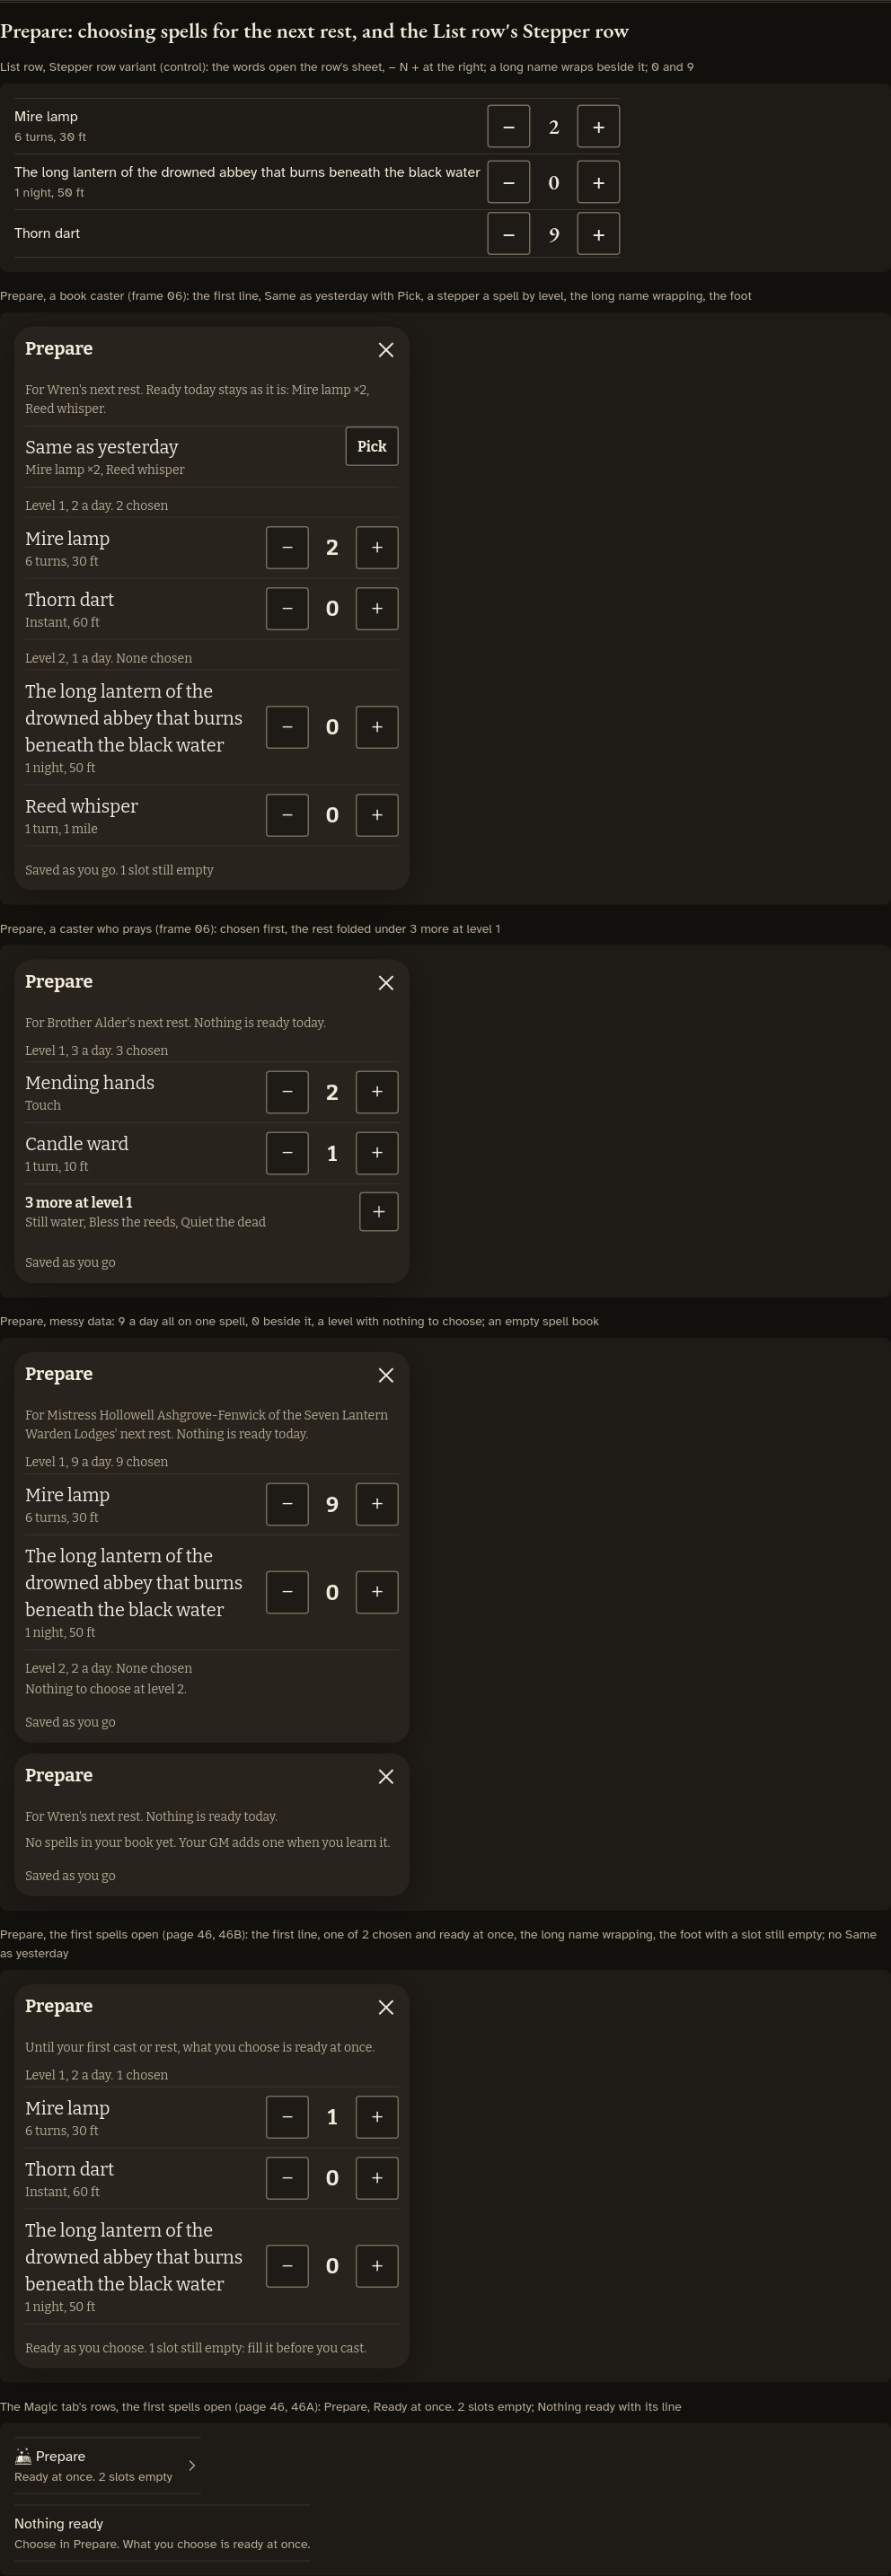 Prepare: choosing spells for the next rest, and the List row's Stepper row
List row, Stepper row variant (control): the words open the row's sheet, – N + at the right; a long name wraps beside it; 0 and 9
Mire lamp
6 turns, 30 ft
− 2 +
The long lantern of the drowned abbey that burns beneath the black water
1 night, 50 ft
− 0 +
Thorn dart
− 9 +
Prepare, a book caster (frame 06): the first line, Same as yesterday with Pick, a stepper a spell by level, the long name wrapping, the foot
Prepare
For Wren's next rest. Ready today stays as it is: Mire lamp ×2,
Reed whisper.
Same as yesterday
Pick
Mire lamp ×2, Reed whisper
Level 1, 2 a day. 2 chosen
Mire lamp
6 turns, 30 ft
− 2 +
Thorn dart
Instant, 60 ft
− 0 +
Level 2, 1 a day. None chosen
The long lantern of the
drowned abbey that burns
beneath the black water
1 night, 50 ft
− 0 +
Reed whisper
1 turn, 1 mile
− 0 +
Saved as you go. 1 slot still empty
Prepare, a caster who prays (frame 06): chosen first, the rest folded under 3 more at level 1
Prepare
For Brother Alder's next rest. Nothing is ready today.
Level 1, 3 a day. 3 chosen
Mending hands
Touch
− 2 +
Candle ward
1 turn, 10 ft
− 1 +
3 more at level 1
Still water, Bless the reeds, Quiet the dead
+
Saved as you go
Prepare, messy data: 9 a day all on one spell, 0 beside it, a level with nothing to choose; an empty spell book
Prepare
For Mistress Hollowell Ashgrove-Fenwick of the Seven Lantern
Warden Lodges' next rest. Nothing is ready today.
Level 1, 9 a day. 9 chosen
Mire lamp
6 turns, 30 ft
− 9 +
The long lantern of the
drowned abbey that burns
beneath the black water
1 night, 50 ft
− 0 +
Level 2, 2 a day. None chosen
Nothing to choose at level 2.
Saved as you go
Prepare
For Wren's next rest. Nothing is ready today.
No spells in your book yet. Your GM adds one when you learn it.
Saved as you go
Prepare, the first spells open (page 46, 46B): the first line, one of 2 chosen and ready at once, the long name wrapping, the foot with a slot still empty; no Same
as yesterday
Prepare
Until your first cast or rest, what you choose is ready at once.
Level 1, 2 a day. 1 chosen
Mire lamp
6 turns, 30 ft
− 1 +
Thorn dart
Instant, 60 ft
− 0 +
The long lantern of the
drowned abbey that burns
beneath the black water
1 night, 50 ft
− 0 +
Ready as you choose. 1 slot still empty: fill it before you cast.
The Magic tab's rows, the first spells open (page 46, 46A): Prepare, Ready at once. 2 slots empty; Nothing ready with its line
Prepare
Ready at once. 2 slots empty
Nothing ready
Choose in Prepare. What you choose is ready at once.